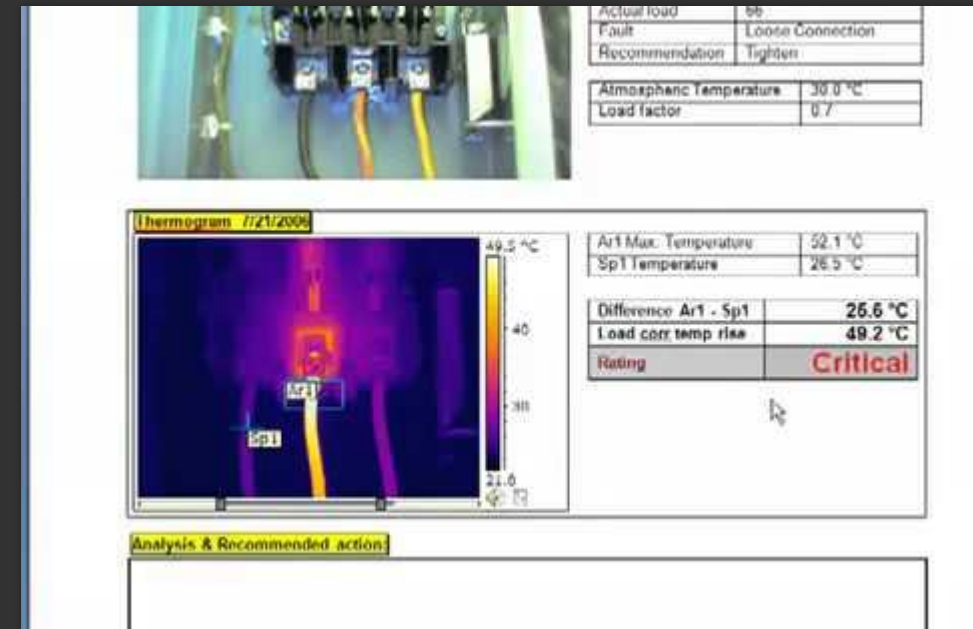 Actual load 66
Fault Loose Connection
Recommendation Tighten
Atmospheric Temperature 30.0 °C
Load factor 0.7
Thermogram 7/21/2006
49.5 °C
40
30
21.6
Ar1
Sp1
Ar1 Max. Temperature 52.1 °C
Sp1 Temperature 26.5 °C
Difference Ar1 - Sp1 25.6 °C
Load corr temp rise 49.2 °C
Rating Critical
Analysis & Recommended action: